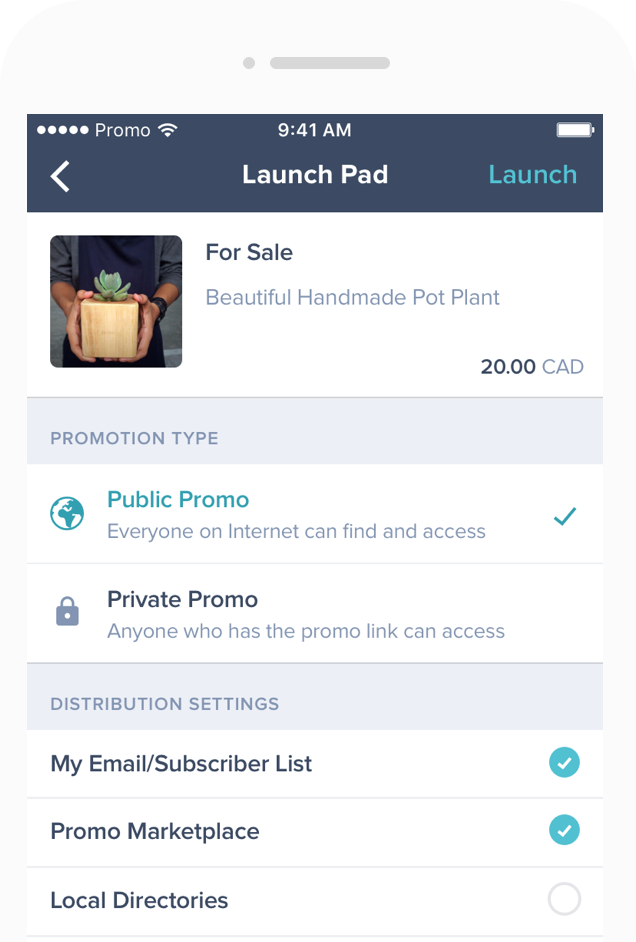 Promo 9:41 AM
Launch Pad Launch
For Sale
Beautiful Handmade Pot Plant
20.00 CAD
PROMOTION TYPE
Public Promo
Everyone on Internet can find and access
Private Promo
Anyone who has the promo link can access
DISTRIBUTION SETTINGS
My Email/Subscriber List
Promo Marketplace
Local Directories